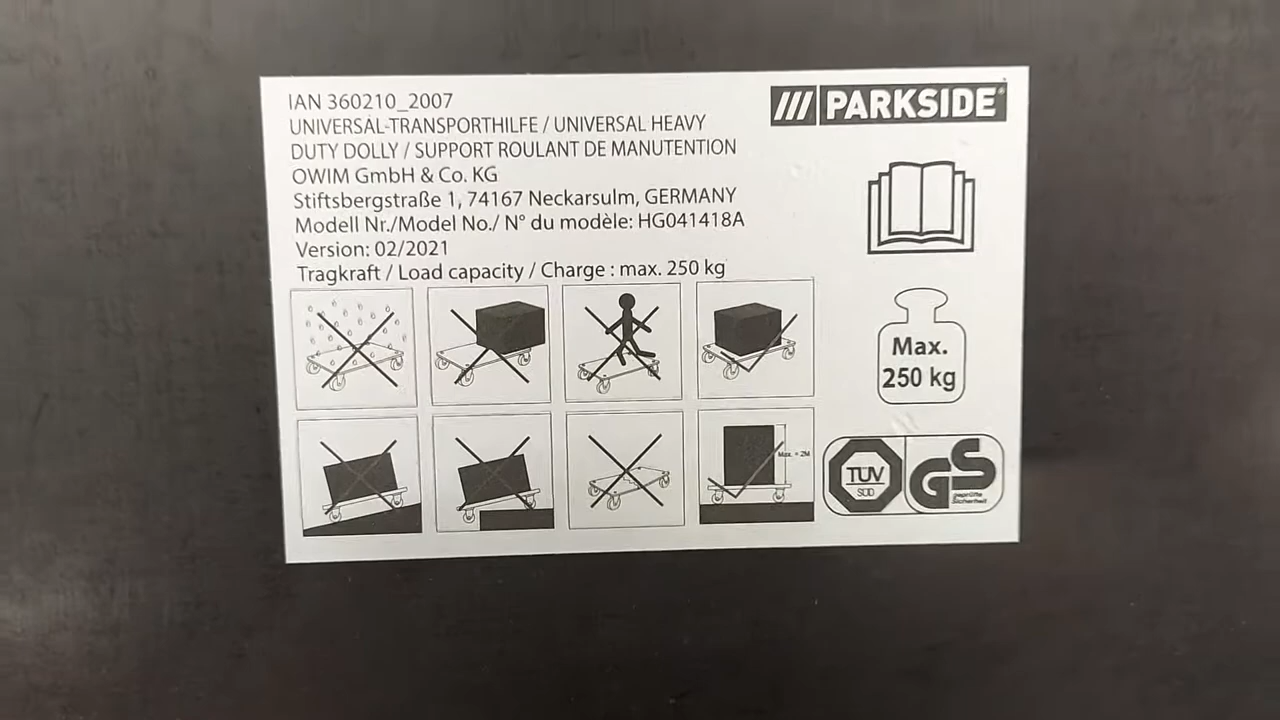 IAN 360210_2007
UNIVERSAL-TRANSPORTHILFE / UNIVERSAL HEAVY
DUTY DOLLY / SUPPORT ROULANT DE MANUTENTION
OWIM GmbH & Co. KG
Stiftsbergstraße 1, 74167 Neckarsulm, GERMANY
Modell Nr./Model No./ N° du modèle: HG041418A
Version: 02/2021
Tragkraft / Load capacity / Charge : max. 250 kg
/// PARKSIDE®
Max.
250 kg
Max. = 2M
TÜV
SÜD
GS
geprüfte
Sicherheit